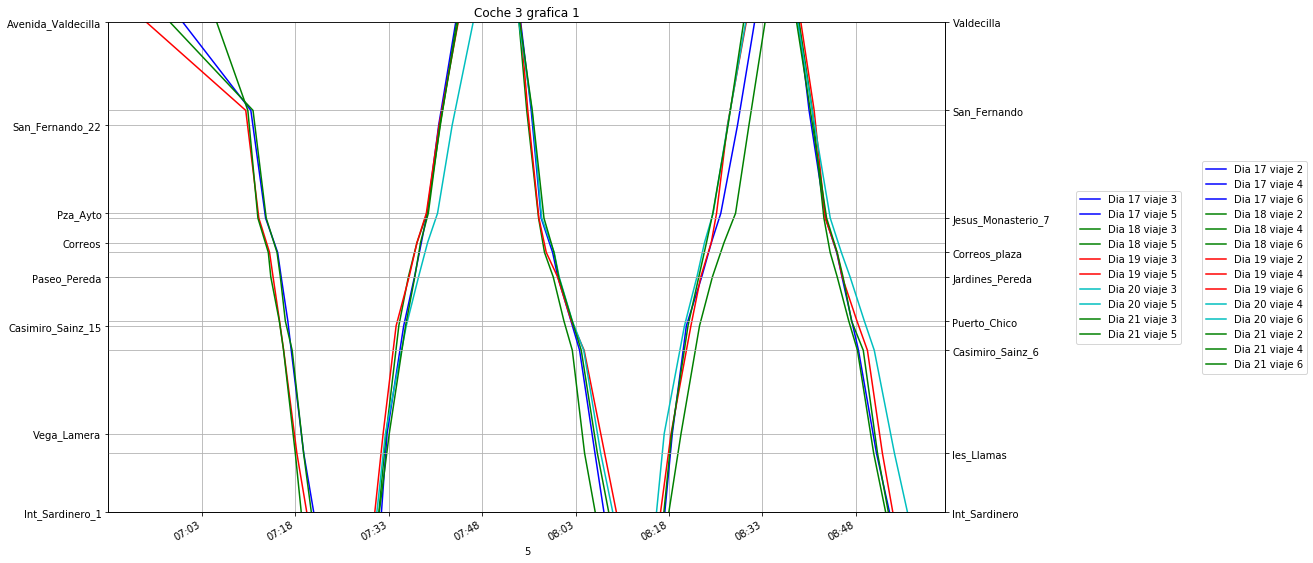 Coche 3 grafica 1
Avenida_Valdecilla
San_Fernando_22
Pza_Ayto
Correos
Paseo_Pereda
Casimiro_Sainz_15
Vega_Lamera
Int_Sardinero_1
Valdecilla
San_Fernando
Jesus_Monasterio_7
Correos_plaza
Jardines_Pereda
Puerto_Chico
Casimiro_Sainz_6
Ies_Llamas
Int_Sardinero
07:03
07:18
07:33
07:48
08:03
08:18
08:33
08:48
5
Dia 17 viaje 3
Dia 17 viaje 5
Dia 18 viaje 3
Dia 18 viaje 5
Dia 19 viaje 3
Dia 19 viaje 5
Dia 20 viaje 3
Dia 20 viaje 5
Dia 21 viaje 3
Dia 21 viaje 5
Dia 17 viaje 2
Dia 17 viaje 4
Dia 17 viaje 6
Dia 18 viaje 2
Dia 18 viaje 4
Dia 18 viaje 6
Dia 19 viaje 2
Dia 19 viaje 4
Dia 19 viaje 6
Dia 20 viaje 4
Dia 20 viaje 6
Dia 21 viaje 2
Dia 21 viaje 4
Dia 21 viaje 6